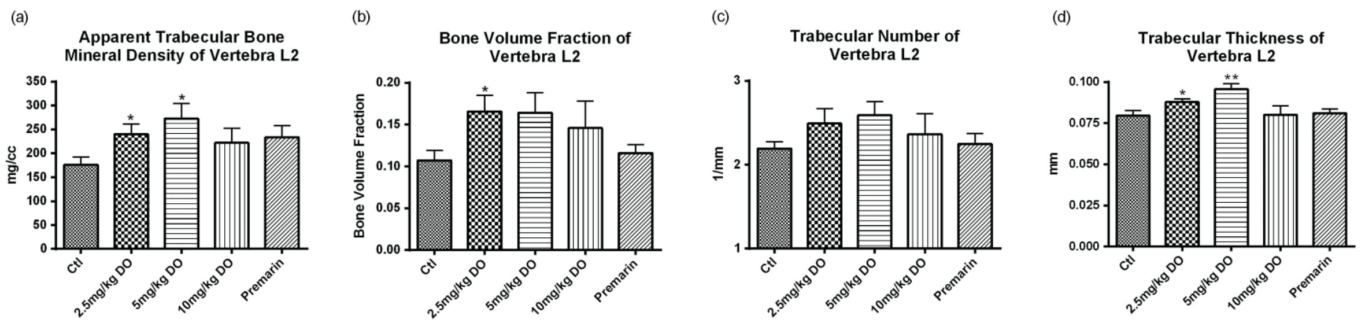 (a)
Apparent Trabecular Bone
Mineral Density of Vertebra L2
mg/cc
350
300
250
200
150
100
50
0
*
*
Ctl
2.5mg/kg DO
5mg/kg DO
10mg/kg DO
Premarin
(b)
Bone Volume Fraction of
Vertebra L2
Bone Volume Fraction
0.20
0.15
0.10
0.05
0.00
*
Ctl
2.5mg/kg DO
5mg/kg DO
10mg/kg DO
Premarin
(c)
Trabecular Number of
Vertebra L2
1/mm
3
2
1
Ctl
2.5mg/kg DO
5mg/kg DO
10mg/kg DO
Premarin
(d)
Trabecular Thickness of
Vertebra L2
mm
0.100
0.075
0.050
0.025
0.000
*
**
Ctl
2.5mg/kg DO
5mg/kg DO
10mg/kg DO
Premarin